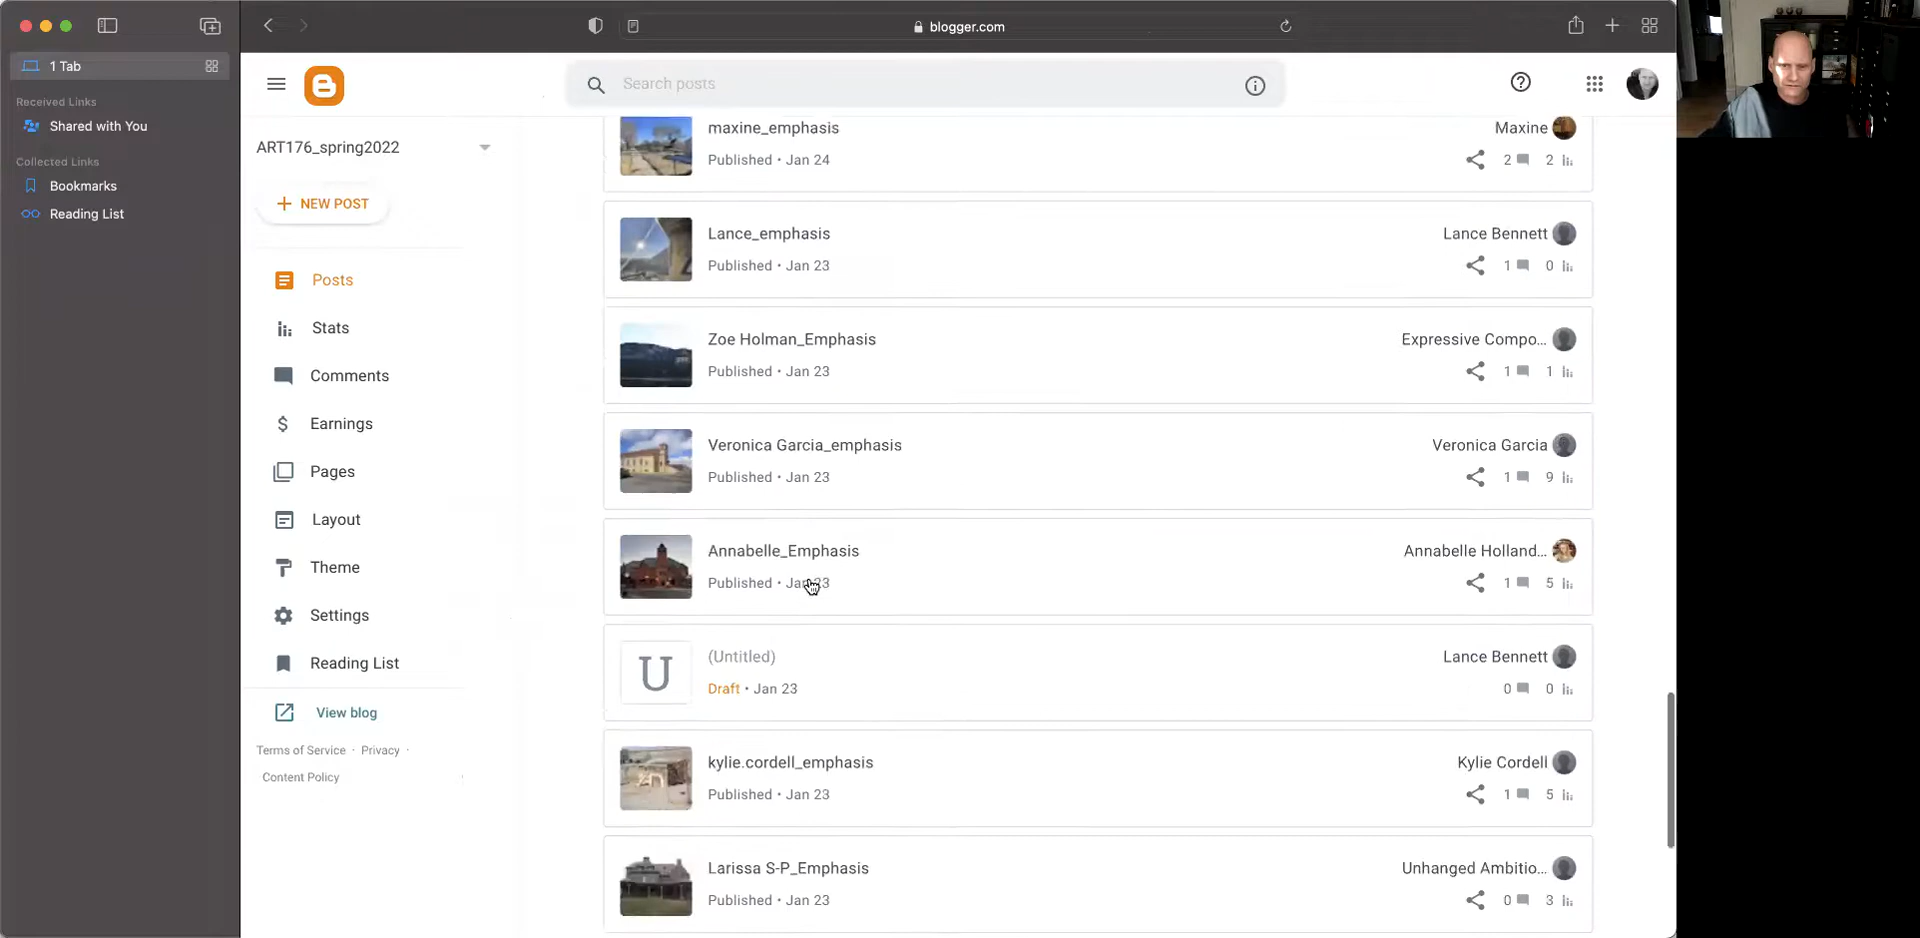 1 Tab
Received Links
Shared with You
Collected Links
Bookmarks
Reading List
blogger.com
Search posts
ART176_spring2022
NEW POST
Posts
Stats
Comments
Earnings
Pages
Layout
Theme
Settings
Reading List
View blog
Terms of Service · Privacy ·
Content Policy
maxine_emphasis Maxine
Published • Jan 24 2 2
Lance_emphasis Lance Bennett
Published • Jan 23 1 0
Zoe Holman_Emphasis Expressive Compo...
Published • Jan 23 1 1
Veronica Garcia_emphasis Veronica Garcia
Published • Jan 23 1 9
Annabelle_Emphasis Annabelle Holland...
Published • Jan 23 1 5
U
(Untitled) Lance Bennett
Draft • Jan 23 0 0
kylie.cordell_emphasis Kylie Cordell
Published • Jan 23 1 5
Larissa S-P_Emphasis Unhanged Ambitio...
Published • Jan 23 0 3